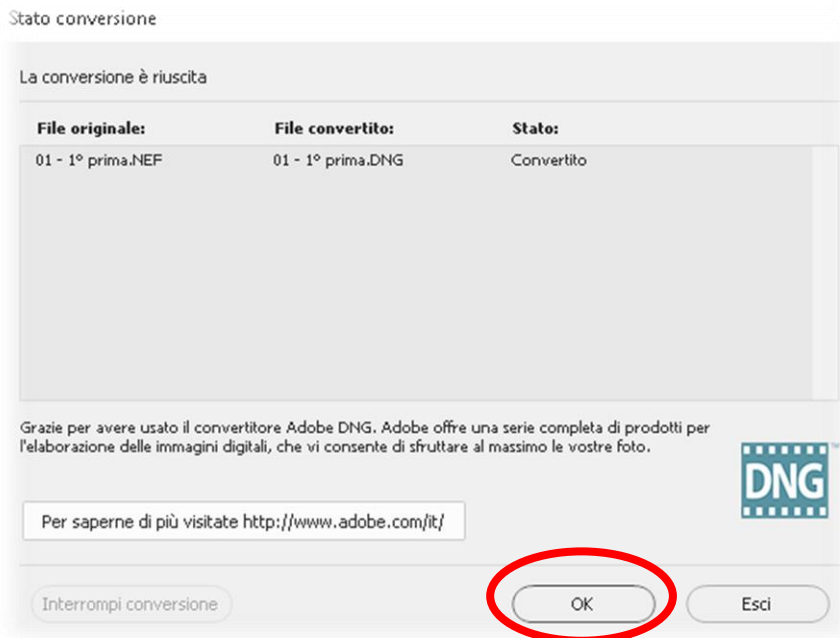 Stato conversione
La conversione è riuscita
File originale: File convertito: Stato:
01 - 1º prima.NEF 01 - 1º prima.DNG Convertito
Grazie per avere usato il convertitore Adobe DNG. Adobe offre una serie completa di prodotti per
l'elaborazione delle immagini digitali, che vi consente di sfruttare al massimo le vostre foto.
DNG™
Per saperne di più visitate http://www.adobe.com/it/
Interrompi conversione OK Esci